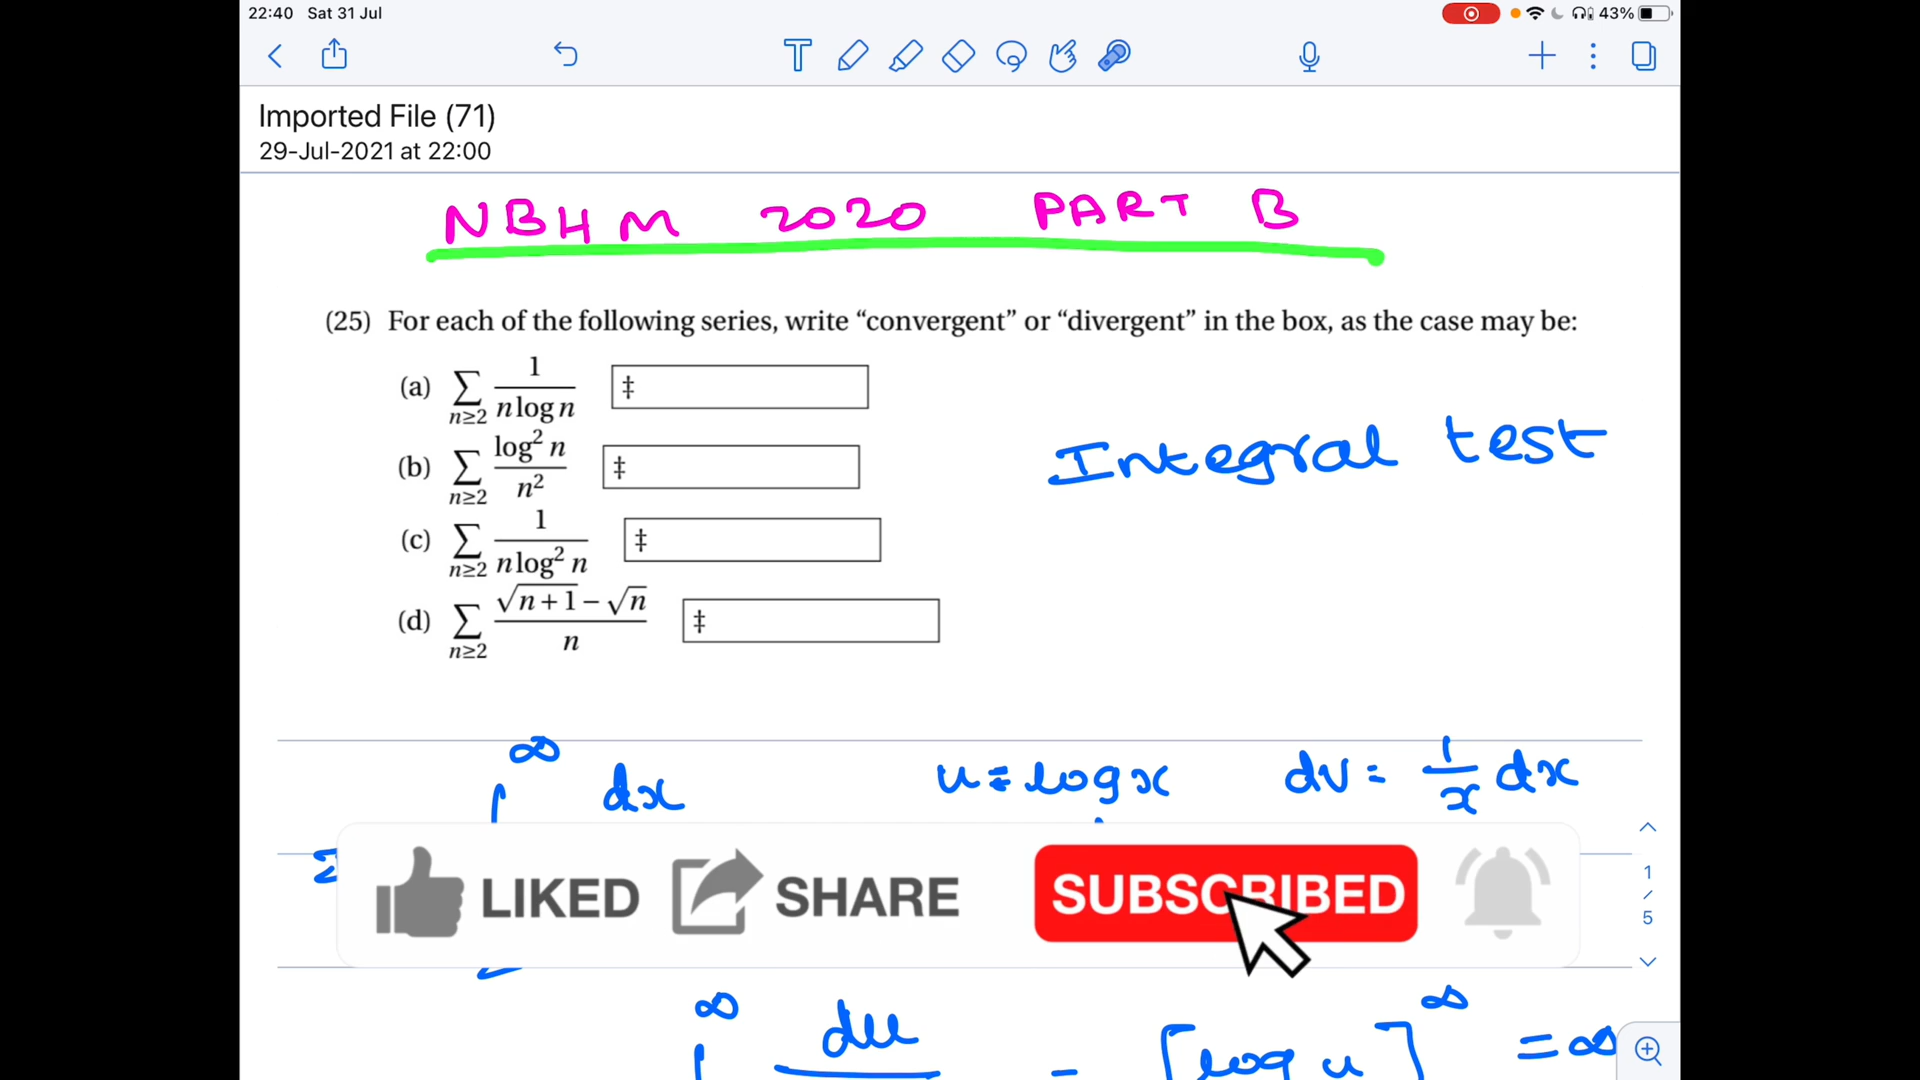 22:40 Sat 31 Jul 43%
Imported File (71)
29-Jul-2021 at 22:00
NBHM 2020 PART B
(25) For each of the following series, write “convergent” or “divergent” in the box, as the case may be:
(a) ∑ n≥2 1 / n log n ‡
(b) ∑ n≥2 log² n / n² ‡
Integral test
(c) ∑ n≥2 1 / n log² n ‡
(d) ∑ n≥2 √n+1 − √n / n ‡
∞ ∫ dx u = log x dv = 1/x dx
2
LIKED SHARE SUBSCRIBED
1 / 5
∞ ∫ du = [log u] ∞ = ∞